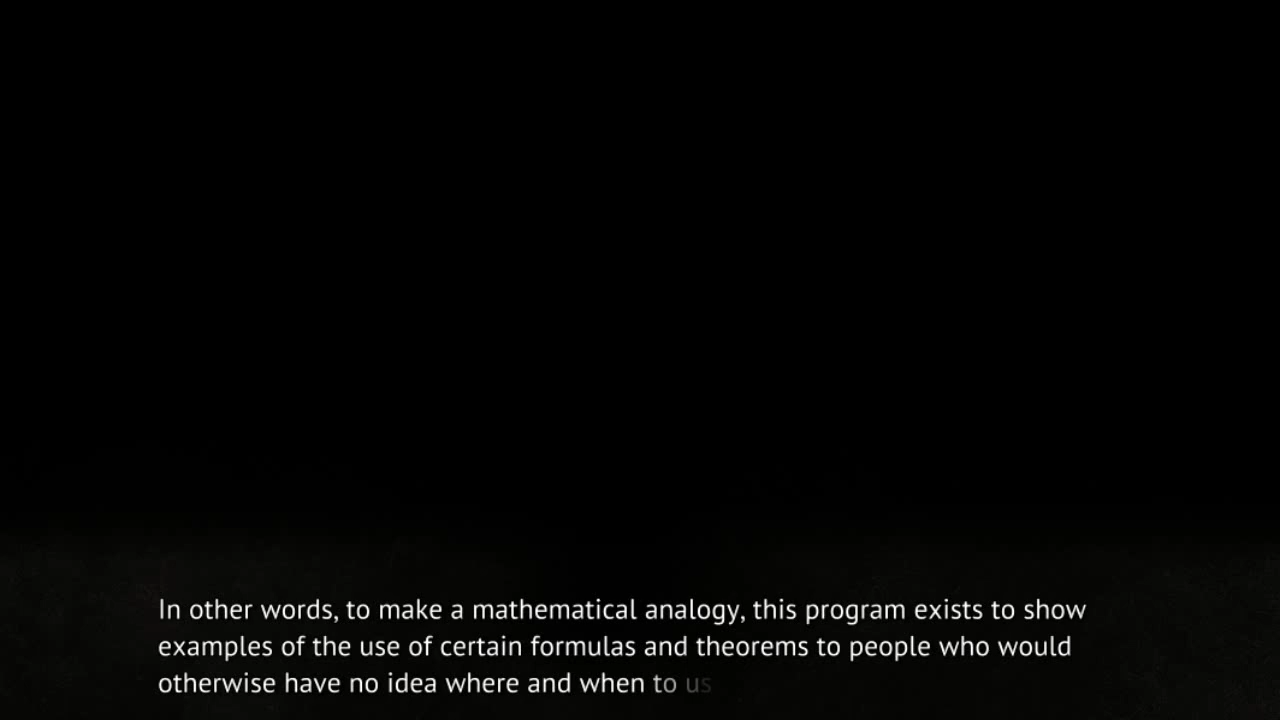 In other words, to make a mathematical analogy, this program exists to show
examples of the use of certain formulas and theorems to people who would
otherwise have no idea where and when to us